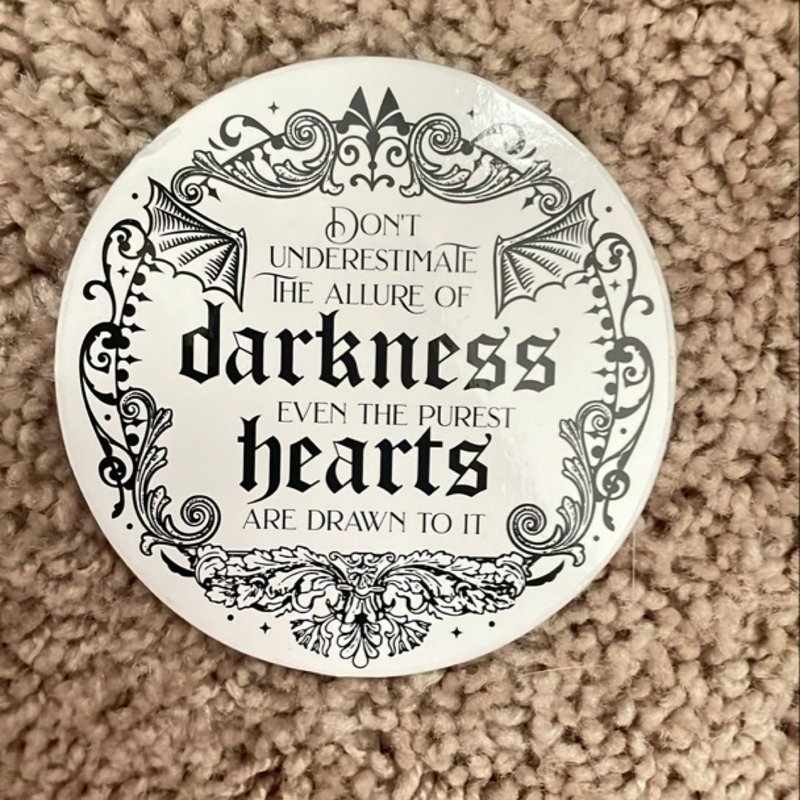 Don't
underestimate
the allure of
darkness
even the purest
hearts
are drawn to it